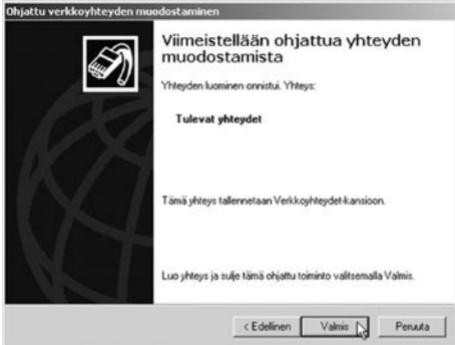 Ohjattu verkkoyhteyden muodostaminen
Viimeistellään ohjattua yhteyden
muodostamista
Yhteyden luominen onnistui. Yhteys:
Tulevat yhteydet
Tämä yhteys tallennetaan Verkkoyhteydet-kansioon.
Luo yhteys ja sulje tämä ohjattu toiminto valitsemalla Valmis.
< Edellinen Valmis Peruuta